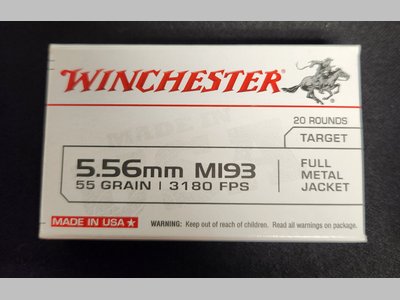 WINCHESTER
20 ROUNDS
TARGET
5.56mm M193
55 GRAIN | 3180 FPS
FULL
METAL
JACKET
MADE IN USA★
WARNING: Keep out of reach of children. Read all warnings on package.